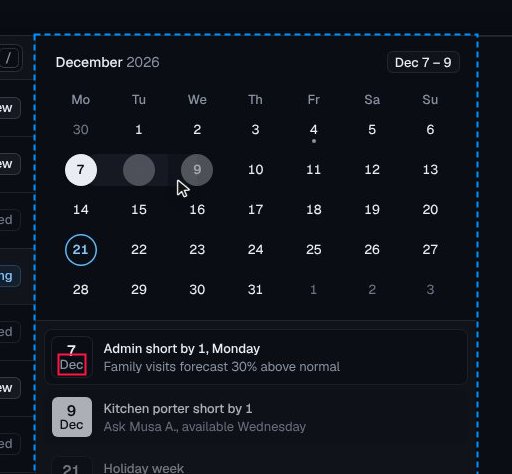 /
December 2026
Dec 7 – 9
Mo Tu We Th Fr Sa Su
30 1 2 3 4 5 6
7 9 10 11 12 13
14 15 16 17 18 19 20
21 22 23 24 25 26 27
28 29 30 31 1 2 3
7
Dec
Admin short by 1, Monday
Family visits forecast 30% above normal
9
Dec
Kitchen porter short by 1
Ask Musa A., available Wednesday
21
Holiday week